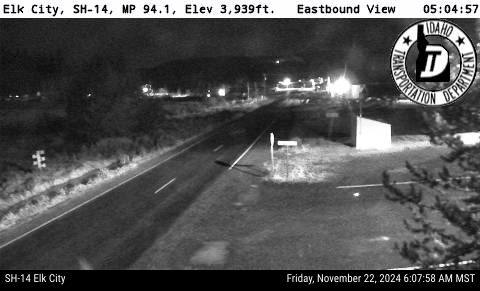 Elk City, SH-14, MP 94.1, Elev 3,939ft. Eastbound View 05:04:57
IDAHO
TRANSPORTATION DEPARTMENT
SH-14 Elk City Friday, November 22, 2024 6:07:58 AM MST